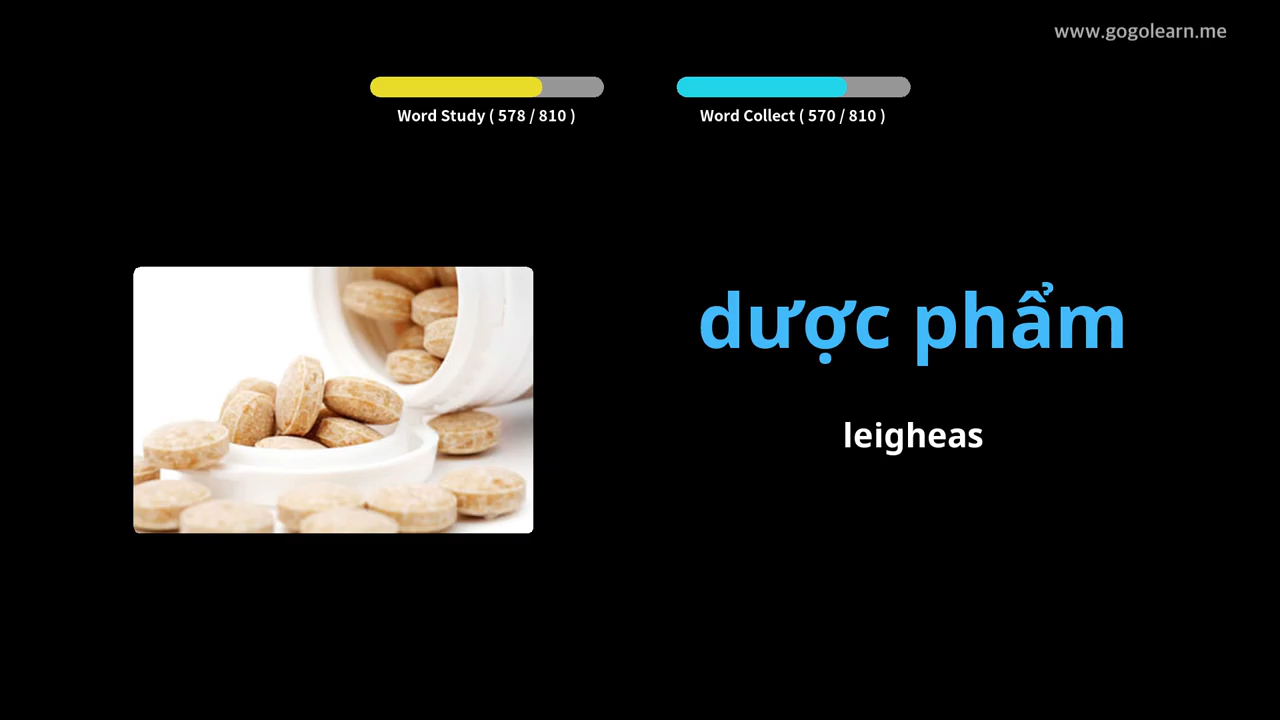 www.gogolearn.me
Word Study ( 578 / 810 )
Word Collect ( 570 / 810 )
dược phẩm
leigheas